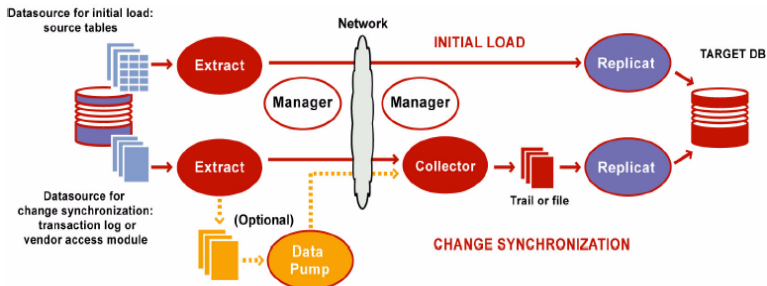 Datasource for initial load:
source tables
Network
INITIAL LOAD
Extract
Replicat
TARGET DB
Manager
Manager
Extract
Collector
Replicat
Trail or file
Datasource for
change synchronization:
transaction log or
vendor access module
(Optional)
Data
Pump
CHANGE SYNCHRONIZATION